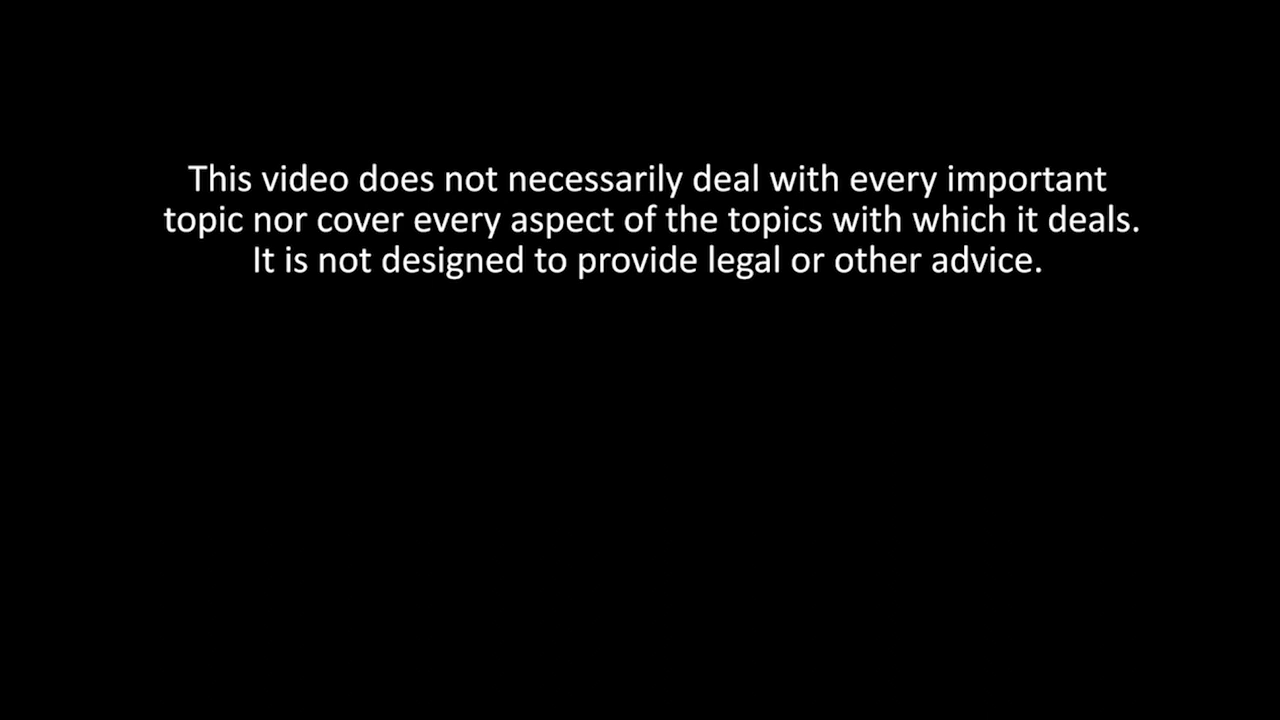 This video does not necessarily deal with every important
topic nor cover every aspect of the topics with which it deals.
It is not designed to provide legal or other advice.